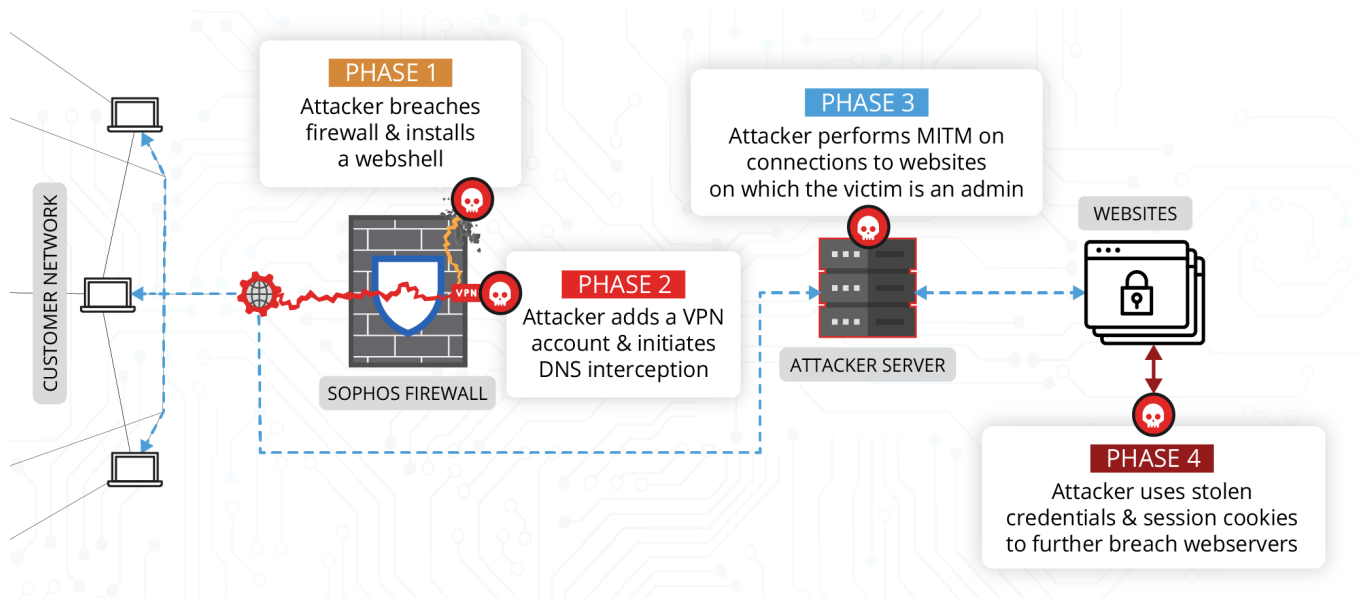 PHASE 1
Attacker breaches
firewall & installs
a webshell
CUSTOMER NETWORK
VPN
SOPHOS FIREWALL
PHASE 2
Attacker adds a VPN
account & initiates
DNS interception
PHASE 3
Attacker performs MITM on
connections to websites
on which the victim is an admin
ATTACKER SERVER
WEBSITES
PHASE 4
Attacker uses stolen
credentials & session cookies
to further breach webservers